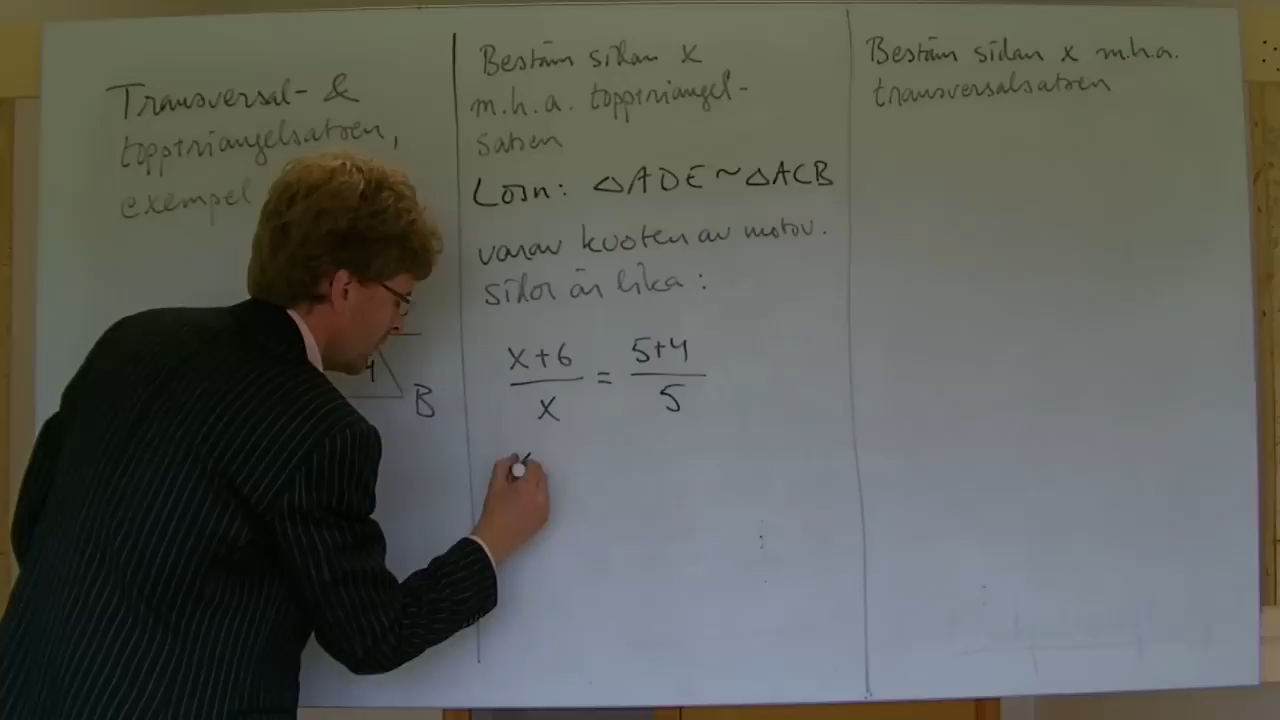 Transversal- &
topptriangelsatsen,
exempel
4
B
Bestäm sidan x
m.h.a. topptriangel-
satsen
Lösn: △ADE ~ △ACB
varav kvoten av motsv.
sidor är lika:
x+6 / x = 5+4 / 5
Bestäm sidan x m.h.a.
transversalsatsen